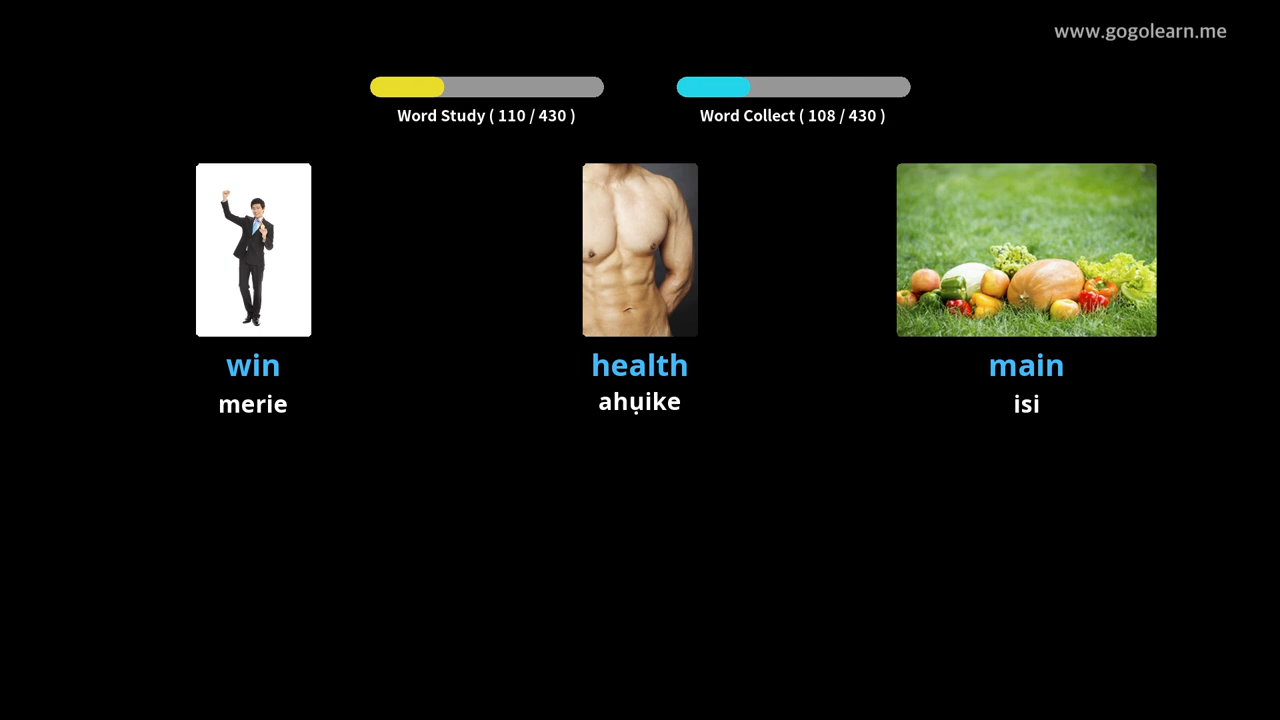 www.gogolearn.me
Word Study ( 110 / 430 )
Word Collect ( 108 / 430 )
win
merie
health
ahụike
main
isi